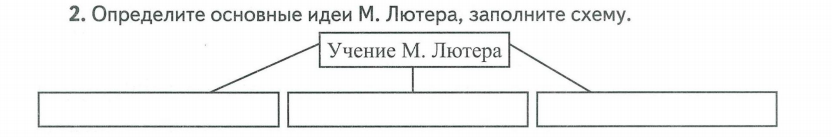 2. Определите основные идеи М. Лютера, заполните схему.
Учение М. Лютера